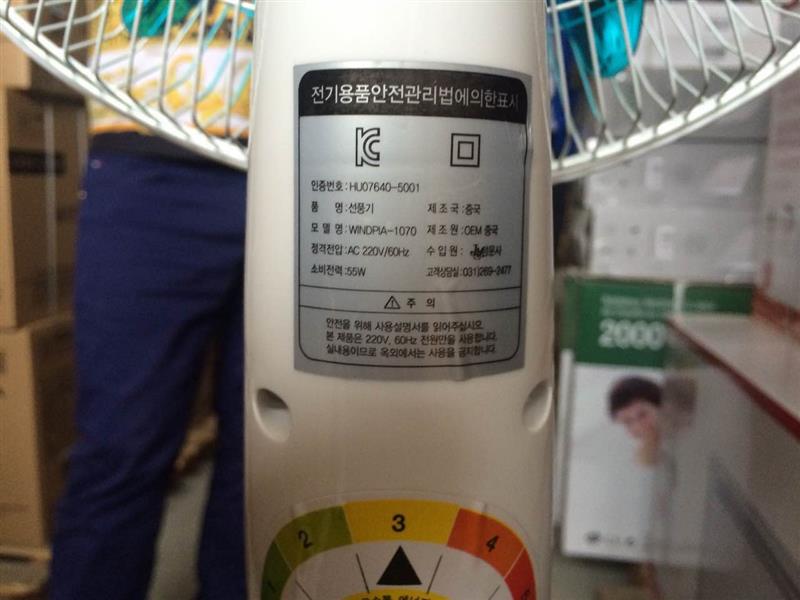 전기용품안전관리법에의한표시
인증번호 : HU07640-5001
품 명 : 선풍기 제 조 국 : 중국
모 델 명 : WINDPIA-1070 제 조 원 : OEM 중국
정격전압 : AC 220V/60Hz 수 입 원 :
소비전력 : 55W 고객상담실 : 031)269-2477
주 의
안전을 위해 사용설명서를 읽어주십시오.
본 제품은 220V, 60Hz 전원만을 사용합니다.
실내용이므로 옥외에서는 사용을 금지합니다.
2000
1 2 3 4 5